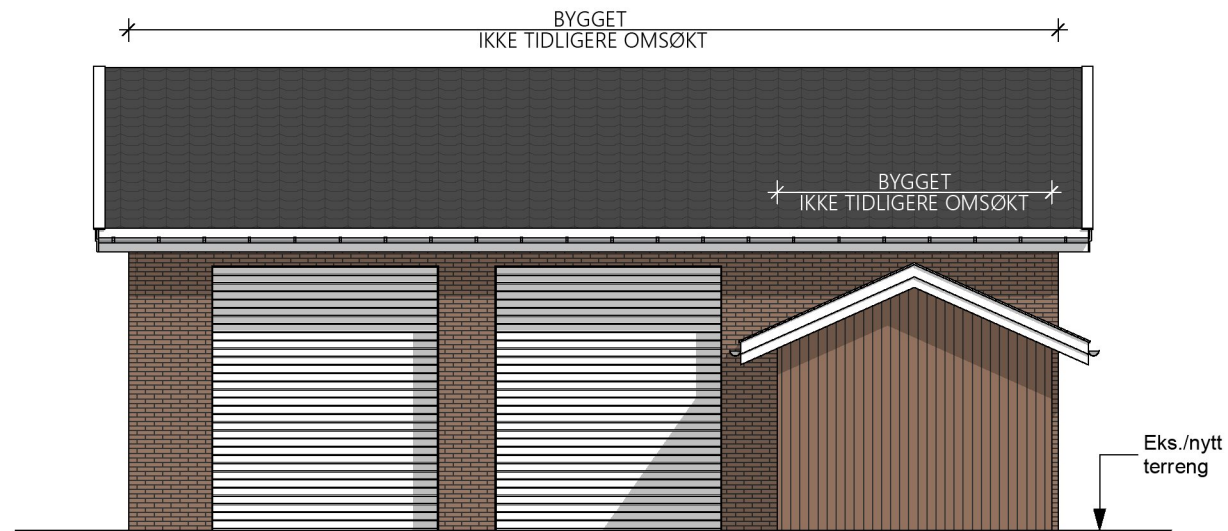 BYGGET
IKKE TIDLIGERE OMSØKT
BYGGET
IKKE TIDLIGERE OMSØKT
Eks./nytt
terreng